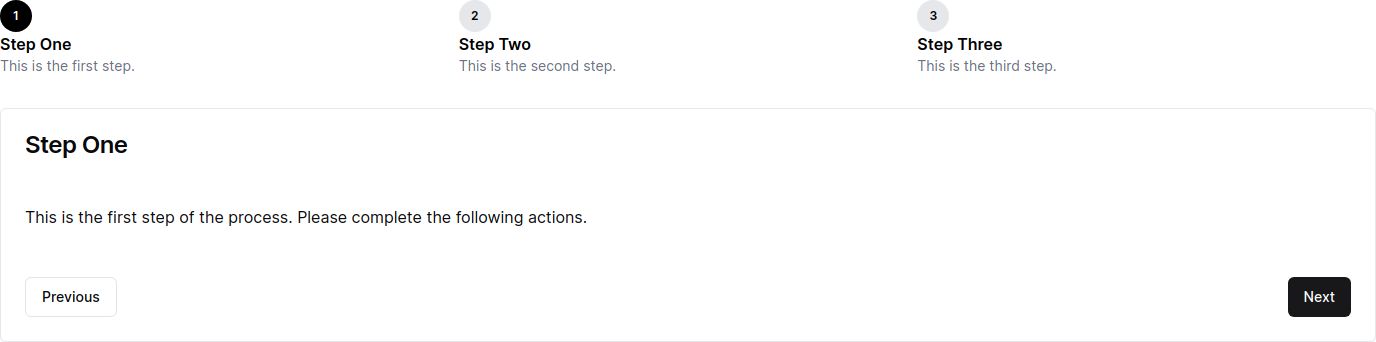 1
Step One
This is the first step.
2
Step Two
This is the second step.
3
Step Three
This is the third step.
Step One
This is the first step of the process. Please complete the following actions.
Previous
Next